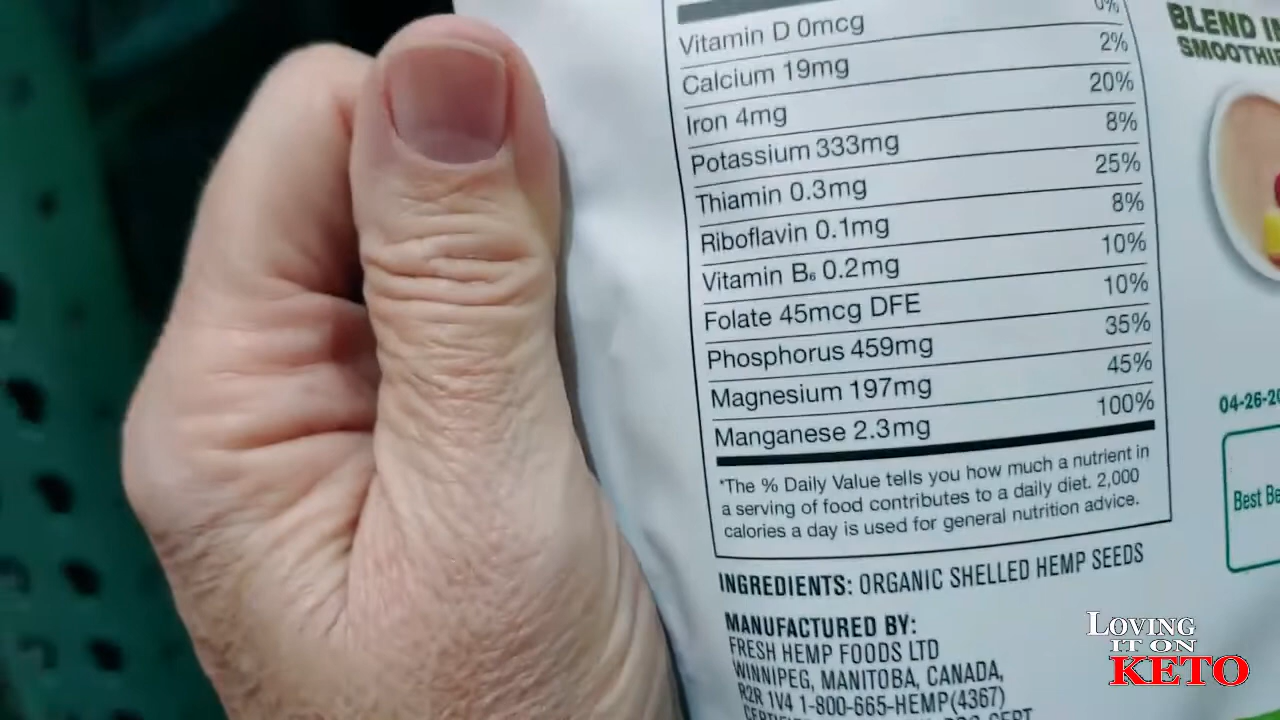 0%
Vitamin D 0mcg
2%
Calcium 19mg
20%
Iron 4mg
8%
Potassium 333mg
25%
Thiamin 0.3mg
8%
Riboflavin 0.1mg
10%
Vitamin B₆ 0.2mg
10%
Folate 45mcg DFE
35%
Phosphorus 459mg
45%
Magnesium 197mg
100%
Manganese 2.3mg
*The % Daily Value tells you how much a nutrient in
a serving of food contributes to a daily diet. 2,000
calories a day is used for general nutrition advice.
INGREDIENTS: ORGANIC SHELLED HEMP SEEDS
MANUFACTURED BY:
FRESH HEMP FOODS LTD
WINNIPEG, MANITOBA, CANADA,
R2R 1V4 1-800-665-HEMP(4367)
BLEND IN
SMOOTHIE
04-26-20
Best Be
LOVING
IT ON
KETO